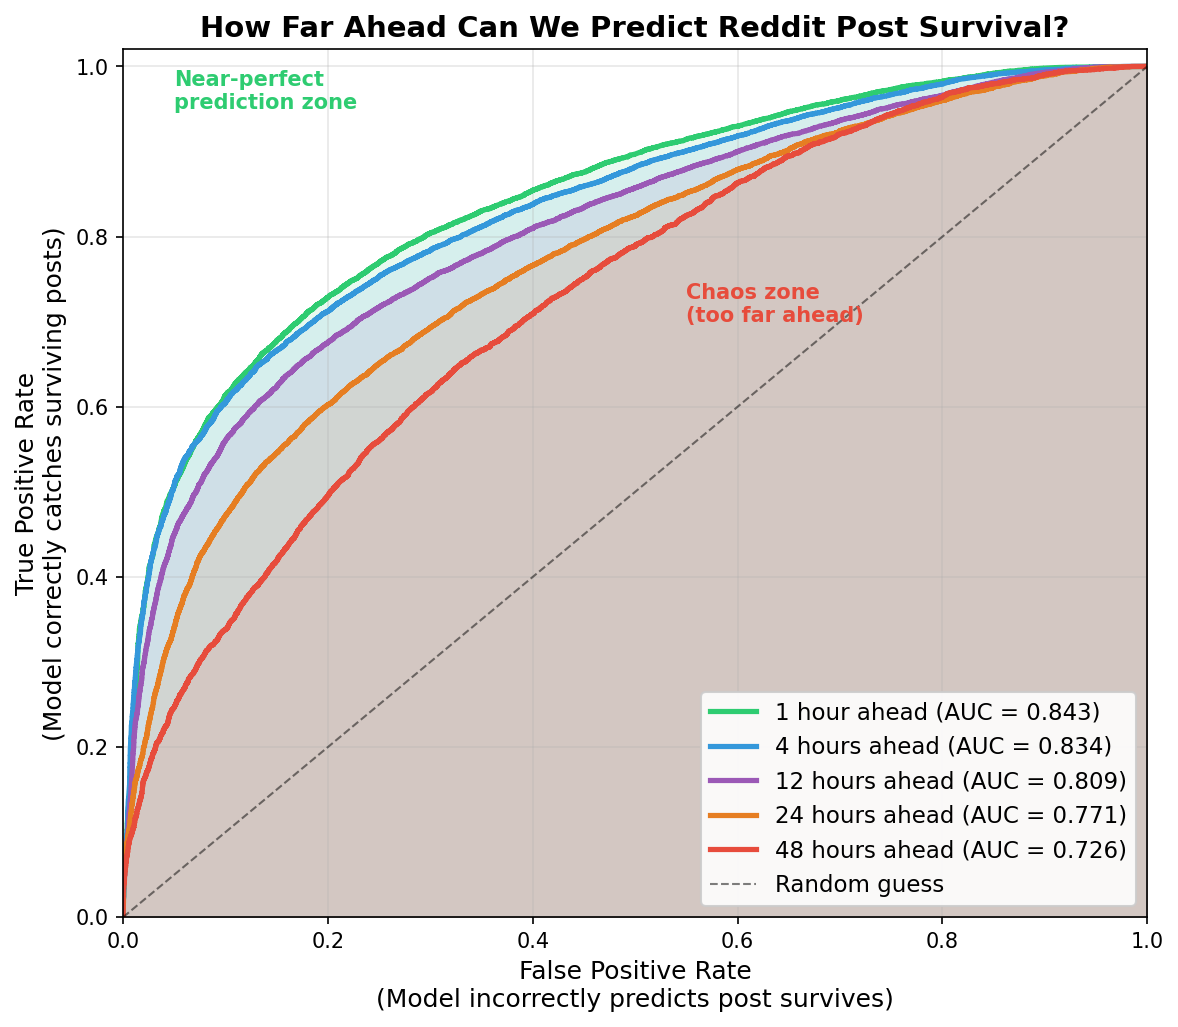 How Far Ahead Can We Predict Reddit Post Survival?
Near-perfect
prediction zone
Chaos zone
(too far ahead)
True Positive Rate
(Model correctly catches surviving posts)
1.0
0.8
0.6
0.4
0.2
0.0
0.0
0.2
0.4
0.6
0.8
1.0
False Positive Rate
(Model incorrectly predicts post survives)
1 hour ahead (AUC = 0.843)
4 hours ahead (AUC = 0.834)
12 hours ahead (AUC = 0.809)
24 hours ahead (AUC = 0.771)
48 hours ahead (AUC = 0.726)
Random guess